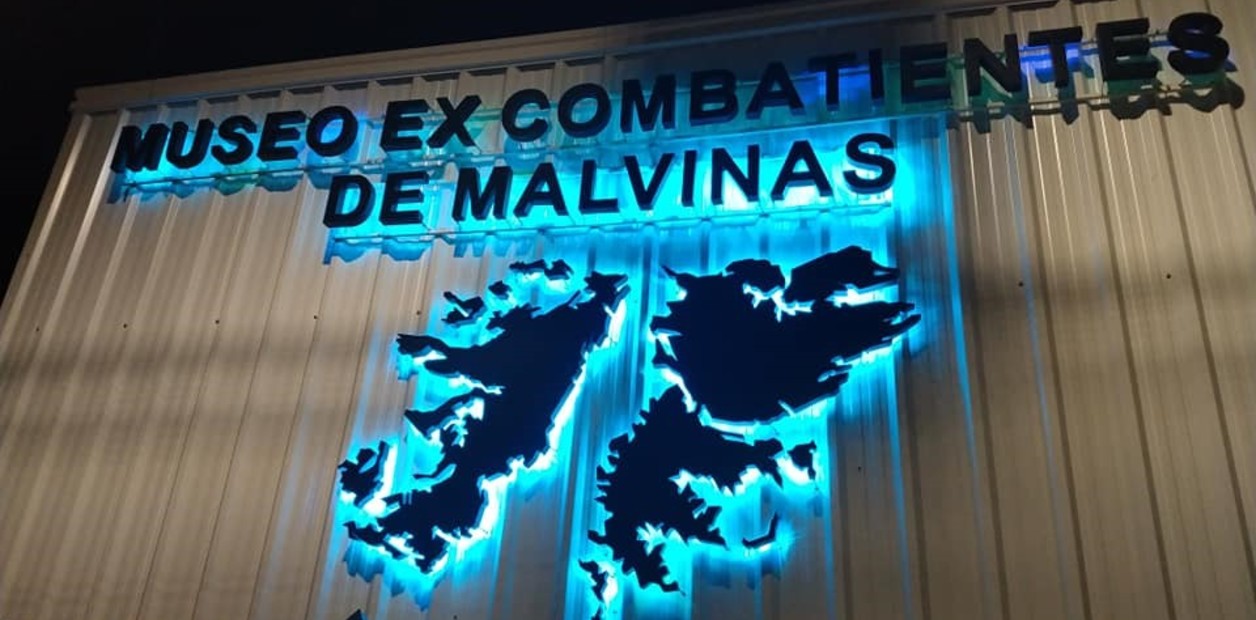 MUSEO EX COMBATIENTES
DE MALVINAS